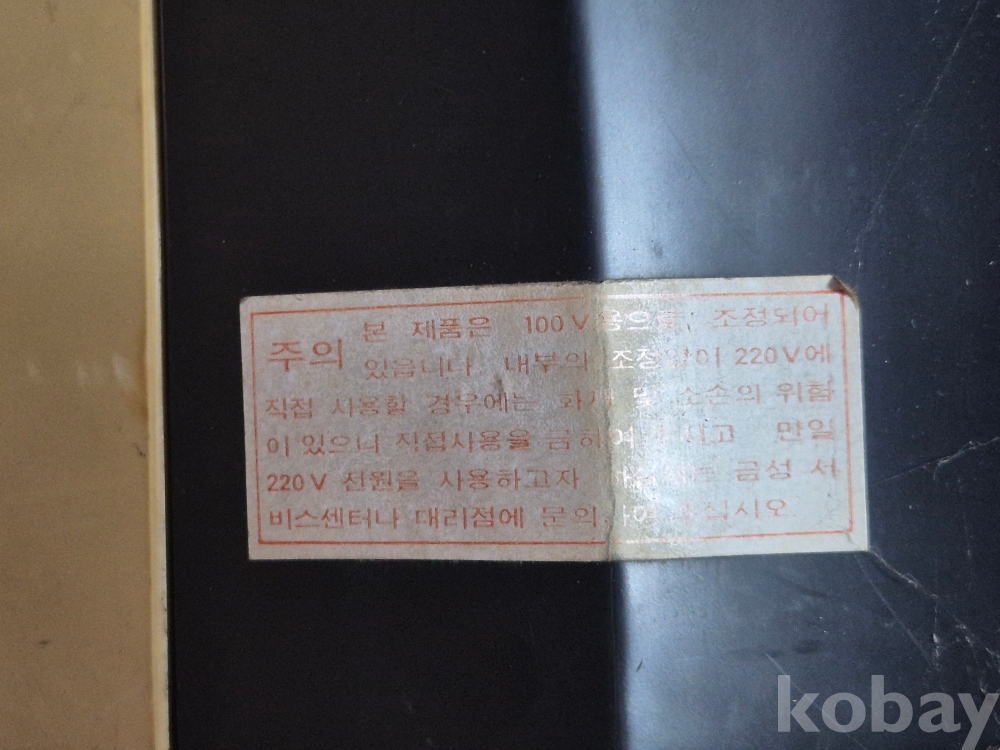 주의
본 제품은 100V용으로 조정되어
있읍니다. 내부의 조정없이 220V에
직접 사용할 경우에는 화재 및 소손의 위험
이 있으니 직접사용을 금하여 주시고 만일
220V 전원을 사용하고자 금성 서
비스센터나 대리점에 문의하여 주십시오
kobay